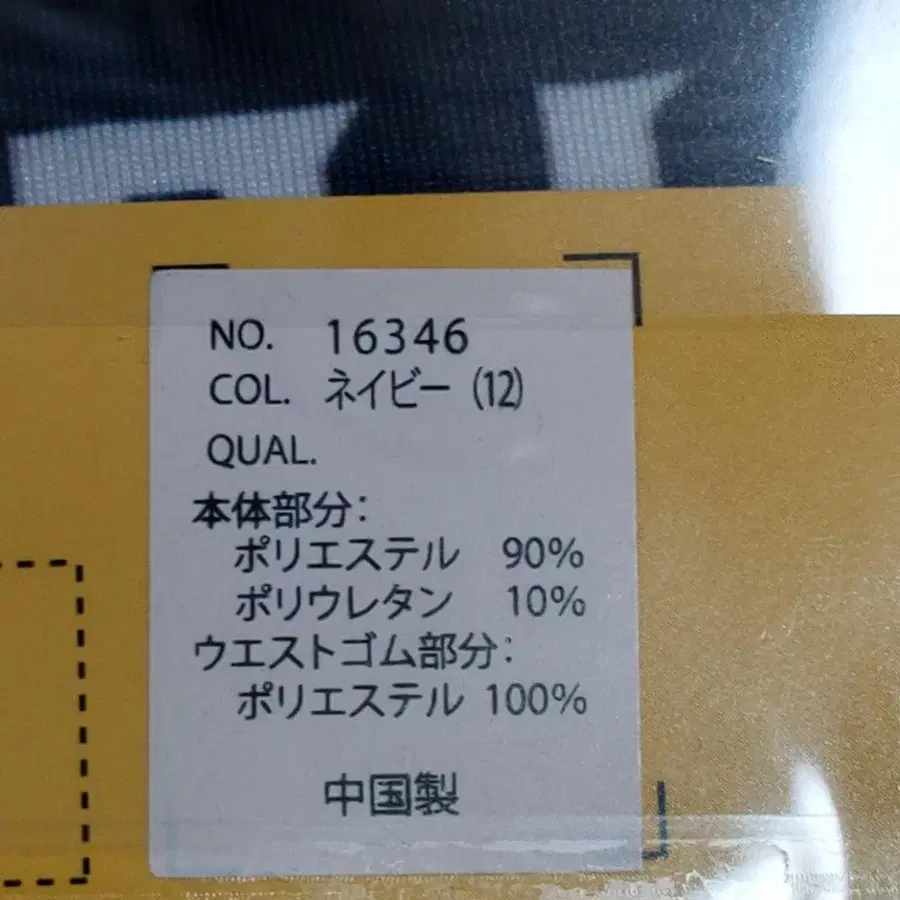 NO. 16346
COL. ネイビー (12)
QUAL.
本体部分:
ポリエステル 90%
ポリウレタン 10%
ウエストゴム部分:
ポリエステル 100%
中国製